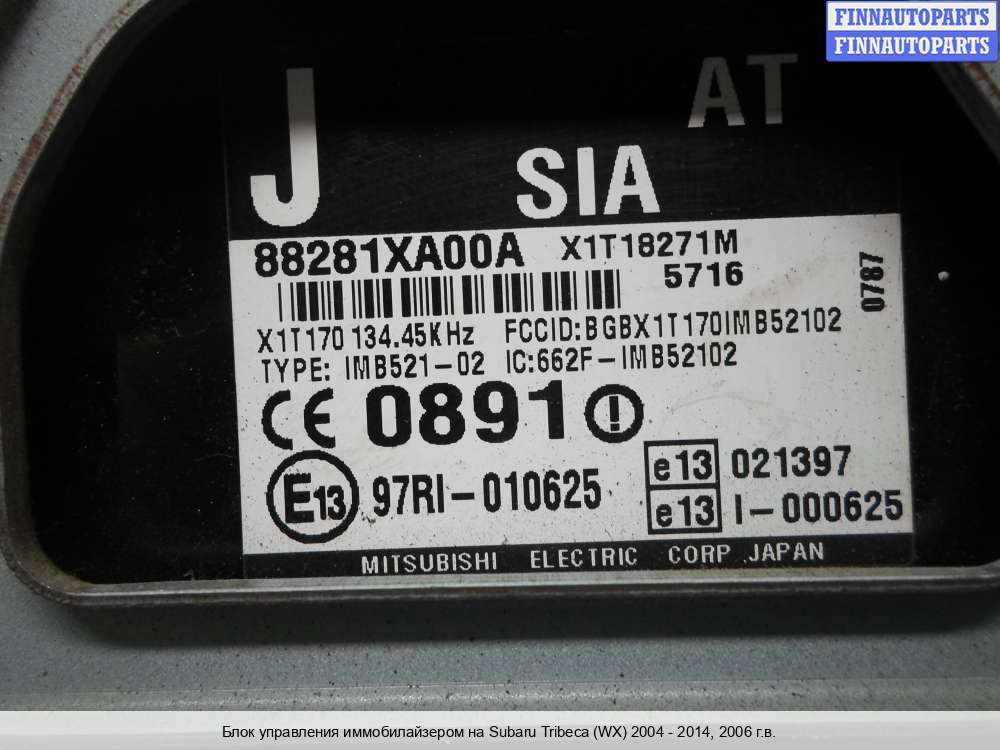 FINNAUTOPARTS
FINNAUTOPARTS
J AT
SIA
88281XA00A X1T18271M
5716
0787
X1T170 134.45KHz FCCID:BGBX1T170IMB52102
TYPE: IMB521-02 IC:662F-IMB52102
CE 0891
E13 97RI-010625
e13 021397
e13 I-000625
MITSUBISHI ELECTRIC CORP JAPAN
Блок управления иммобилайзером на Subaru Tribeca (WX) 2004 - 2014, 2006 г.в.